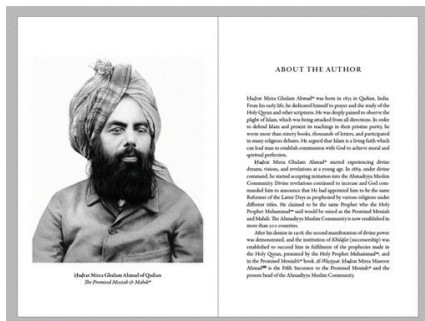 Ḥaḍrat Mirza Ghulam Ahmad of Qadian
The Promised Messiah & Mahdi
ABOUT THE AUTHOR
Ḥaḍrat Mirza Ghulam Ahmad was born in 1835 in Qadian, India.
From his early life, he dedicated himself to prayer and the study of the
Holy Quran and other scriptures. He was deeply pained to observe the
plight of Islam, which was being attacked from all directions. In order
to defend Islam and present its teachings in their pristine purity, he
wrote more than ninety books, thousands of letters, and participated
in many religious debates. He argued that Islam is a living faith which
can lead man to establish communion with God to achieve moral and
spiritual perfection.
Ḥaḍrat Mirza Ghulam Ahmad started experiencing divine
dreams, visions, and revelations at a young age. In 1889, under divine
command, he started accepting initiation into the Ahmadiyya Muslim
Community. Divine revelations continued to increase and God com-
manded him to announce that He had appointed him to be the same
Reformer of the Latter Days as prophesied by various religions under
different titles. He claimed to be the same Prophet who the Holy
Prophet Muhammad said would be raised as the Promised Messiah
and Mahdi. The Ahmadiyya Muslim Community is now established in
more than 200 countries.
After his demise in 1908, the second manifestation of divine power
was demonstrated, and the institution of Khilafat (successorship) was
established to succeed him in fulfilment of the prophecies made in
the Holy Quran, presented by the Holy Prophet Muhammad, and
in the Promised Messiah's book Al-Waṣiyyat. Ḥaḍrat Mirza Masroor
Ahmad is the Fifth Successor to the Promised Messiah and the
present head of the Ahmadiyya Muslim Community.